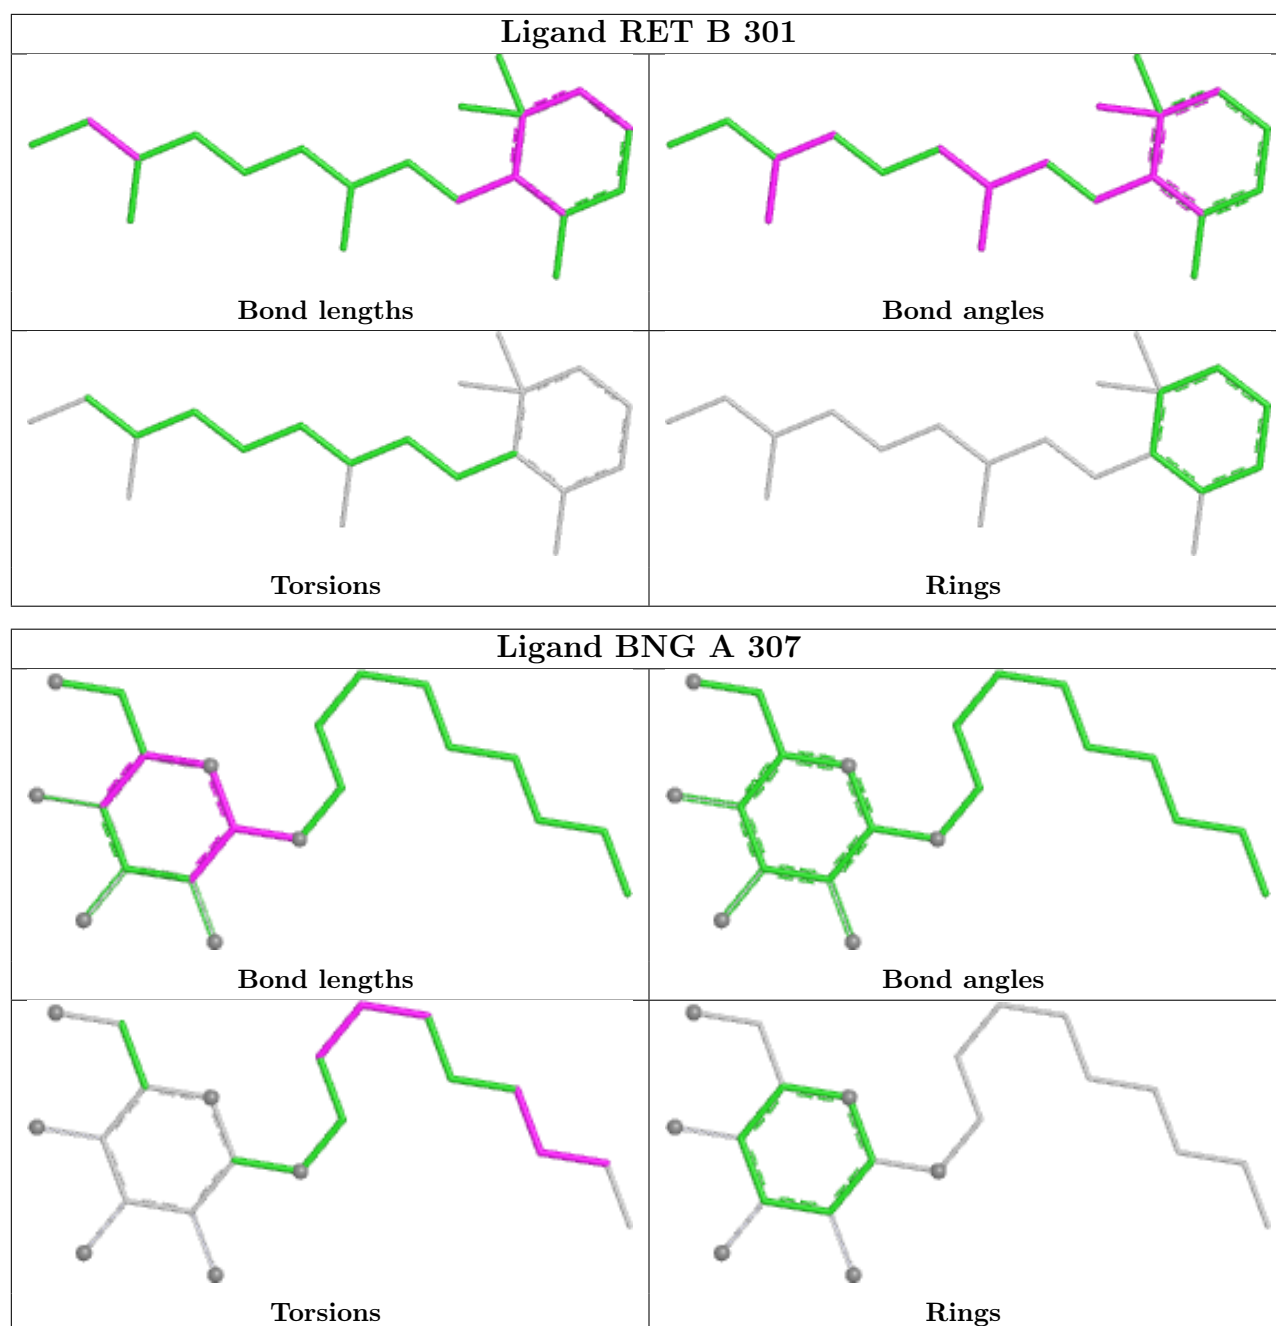 Ligand RET B 301
Bond lengths
Bond angles
Torsions
Rings
Ligand BNG A 307
Bond lengths
Bond angles
Torsions
Rings